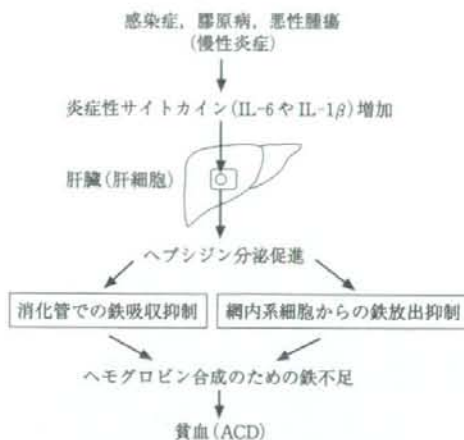 感染症，膠原病，悪性腫瘍
(慢性炎症)
炎症性サイトカイン(IL-6やIL-1β)増加
肝臓(肝細胞)
ヘプシジン分泌促進
消化管での鉄吸収抑制
網内系細胞からの鉄放出抑制
ヘモグロビン合成のための鉄不足
貧血(ACD)